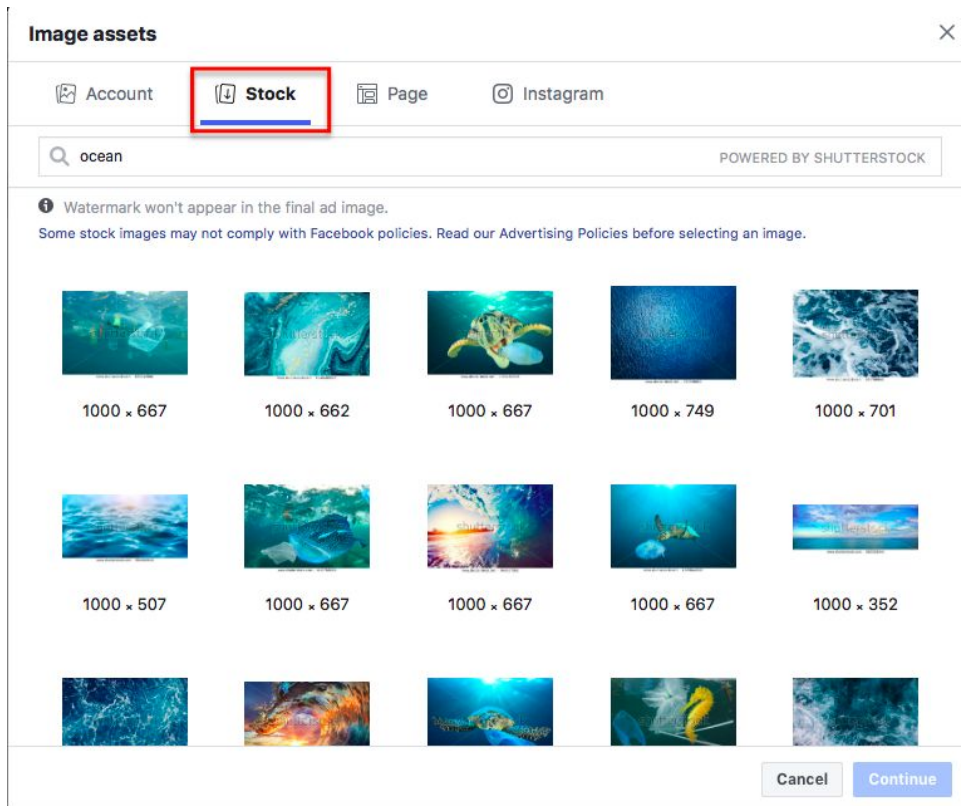 Image assets
Account Stock Page Instagram
ocean POWERED BY SHUTTERSTOCK
Watermark won't appear in the final ad image.
Some stock images may not comply with Facebook policies. Read our Advertising Policies before selecting an image.
1000 × 667 1000 × 662 1000 × 667 1000 × 749 1000 × 701
shutterstock shutterstock
1000 × 507 1000 × 667 1000 × 667 1000 × 667 1000 × 352
Cancel Continue